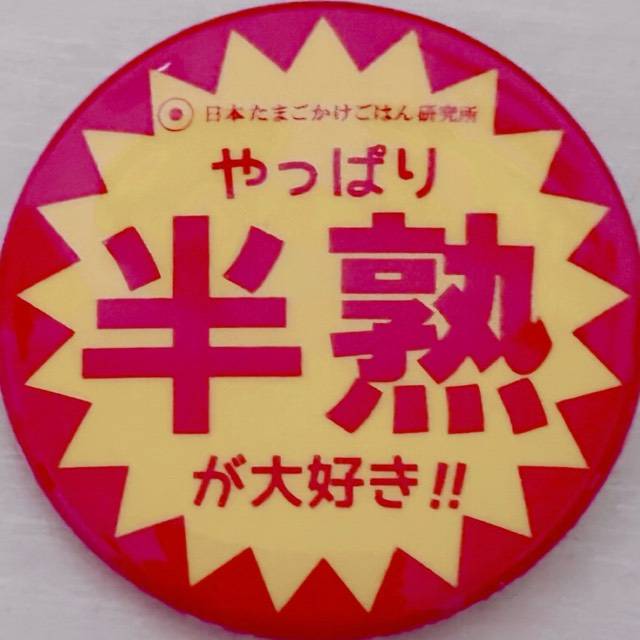 日本たまごかけごはん研究所
やっぱり
半熟
が大好き!!